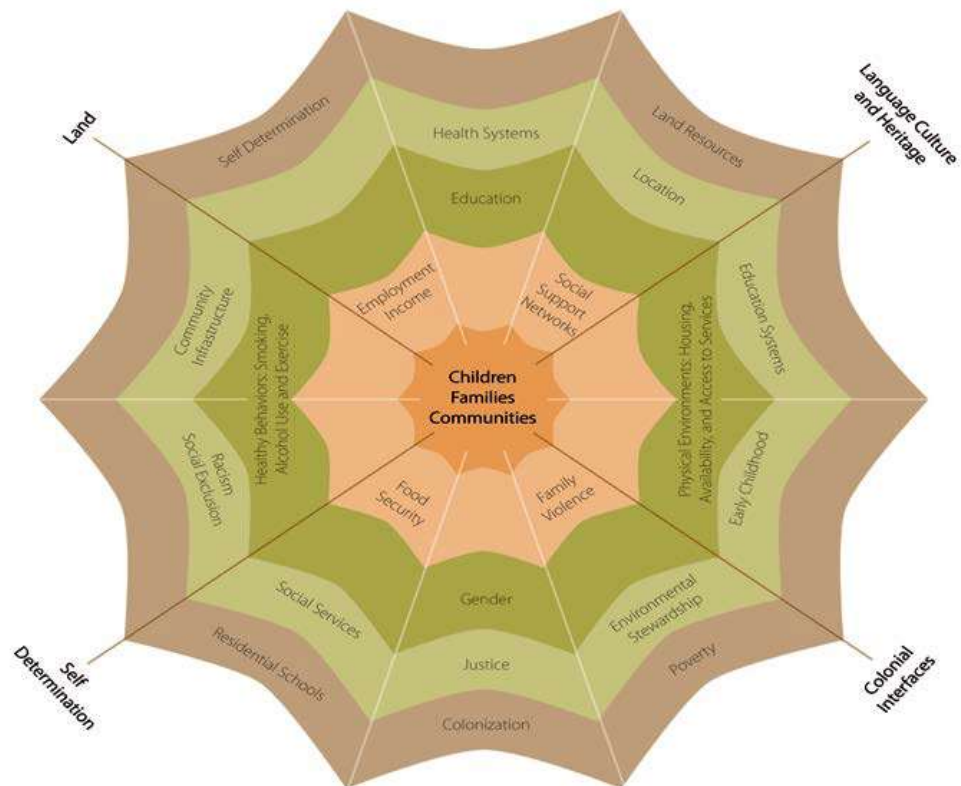 Land
Language Culture
and Heritage
Self Determination
Land Resources
Health Systems
Location
Education
Employment
Income
Social
Support
Networks
Community
Infrastructure
Education Systems
Healthy Behaviors: Smoking,
Alcohol Use and Exercise
Physical Environments: Housing,
Availability, and Access to Services
Children
Families
Communities
Racism
Social Exclusion
Early Childhood
Food
Security
Family
Violence
Social Services
Gender
Environmental
Stewardship
Residential Schools
Justice
Poverty
Colonization
Self
Determination
Colonial
Interfaces